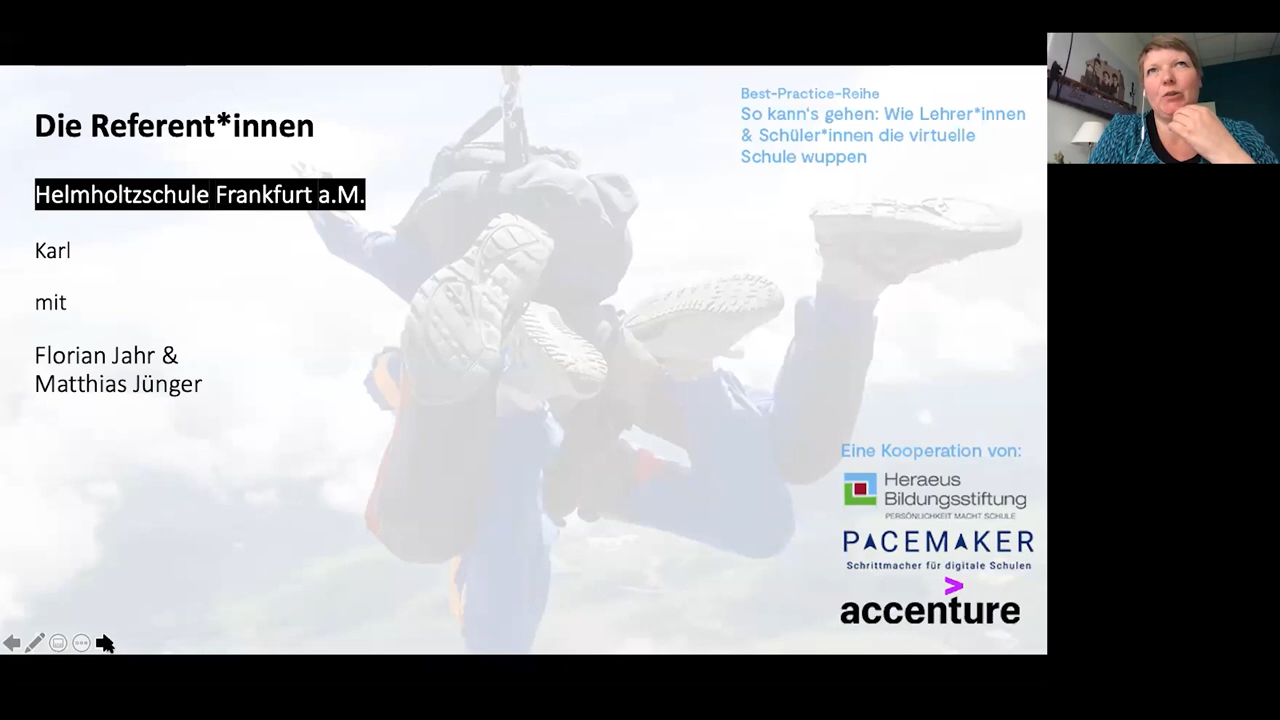 Die Referent*innen
Helmholtzschule Frankfurt a.M.
Karl
mit
Florian Jahr &
Matthias Jünger
Best-Practice-Reihe
So kann's gehen: Wie Lehrer*innen
& Schüler*innen die virtuelle
Schule wuppen
Eine Kooperation von:
Heraeus
Bildungsstiftung
PERSÖNLICHKEIT MACHT SCHULE
PACEMAKER
Schrittmacher für digitale Schulen
accenture